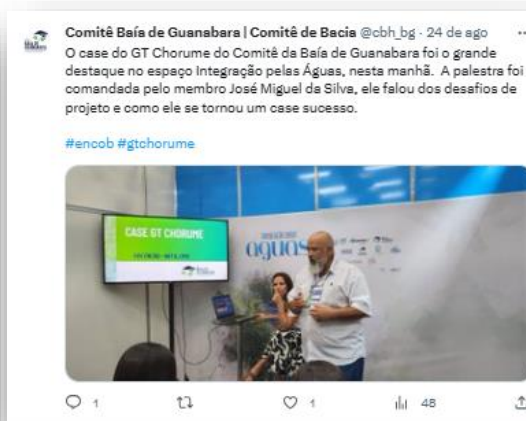 Comitê Baía de Guanabara | Comitê de Bacia @cbh_bg · 24 de ago
O case do GT Chorume do Comitê da Baía de Guanabara foi o grande
destaque no espaço Integração pelas Águas, nesta manhã. A palestra foi
comandada pelo membro José Miguel da Silva, ele falou dos desafios de
projeto e como ele se tornou um case sucesso.
#encob #gtchorume
CASE GT CHORUME
aguas
1
1
48